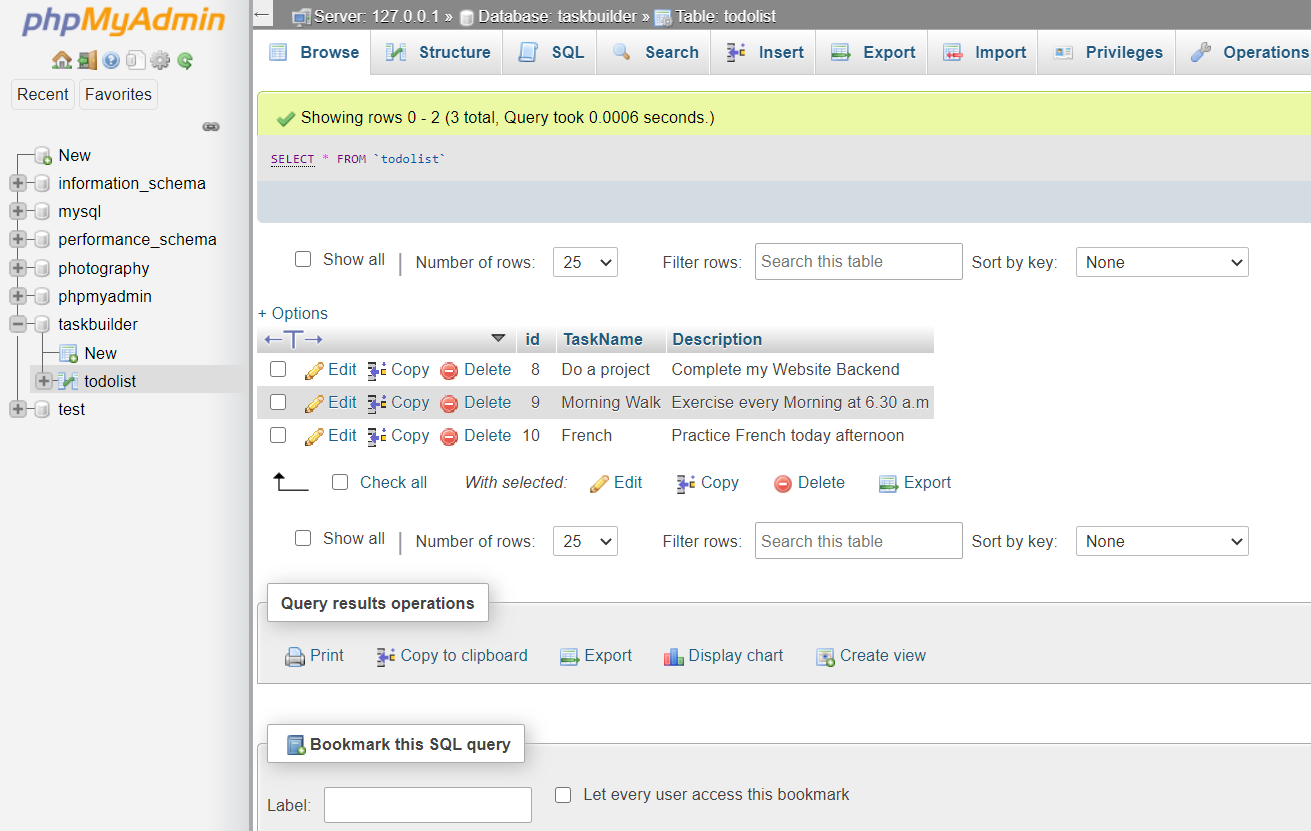 phpMyAdmin
Recent Favorites
New
information_schema
mysql
performance_schema
photography
phpmyadmin
taskbuilder
New
todolist
test
← Server: 127.0.0.1 » Database: taskbuilder » Table: todolist
Browse Structure SQL Search Insert Export Import Privileges Operations
Showing rows 0 - 2 (3 total, Query took 0.0006 seconds.)
SELECT * FROM `todolist`
Show all | Number of rows: 25 Filter rows: Search this table Sort by key: None
+ Options
←T→ id TaskName Description
Edit Copy Delete 8 Do a project Complete my Website Backend
Edit Copy Delete 9 Morning Walk Exercise every Morning at 6.30 a.m
Edit Copy Delete 10 French Practice French today afternoon
Check all With selected: Edit Copy Delete Export
Show all | Number of rows: 25 Filter rows: Search this table Sort by key: None
Query results operations
Print Copy to clipboard Export Display chart Create view
Bookmark this SQL query
Label: Let every user access this bookmark